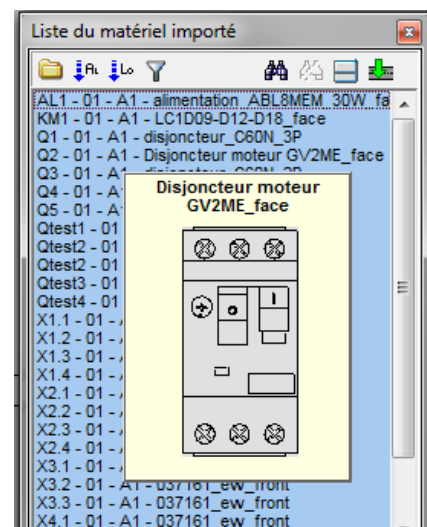 Liste du matériel importé
AL1 - 01 - A1 - alimentation_ABL8MEM_30W_fa
KM1 - 01 - A1 - LC1D09-D12-D18_face
Q1 - 01 - A1 - disjoncteur_C60N_3P
Q2 - 01 - A1 - Disjoncteur moteur GV2ME_face
Q3 - 01 - A1
Q4 - 01 - A
Q5 - 01 - A
Qtest1 - 01
Qtest2 - 01
Qtest2 - 01
Qtest3 - 01
Qtest4 - 01
X1.1 - 01 -
X1.2 - 01 -
X1.3 - 01 -
X1.4 - 01 -
X2.1 - 01 -
X2.2 - 01 -
X2.3 - 01 -
X2.4 - 01 -
X3.1 - 01 -
X3.2 - 01 - A1 - 037161_ew_front
X3.3 - 01 - A1 - 037161_ew_front
X4.1 - 01 - A1 - 037161_ew_front
Disjoncteur moteur
GV2ME_face